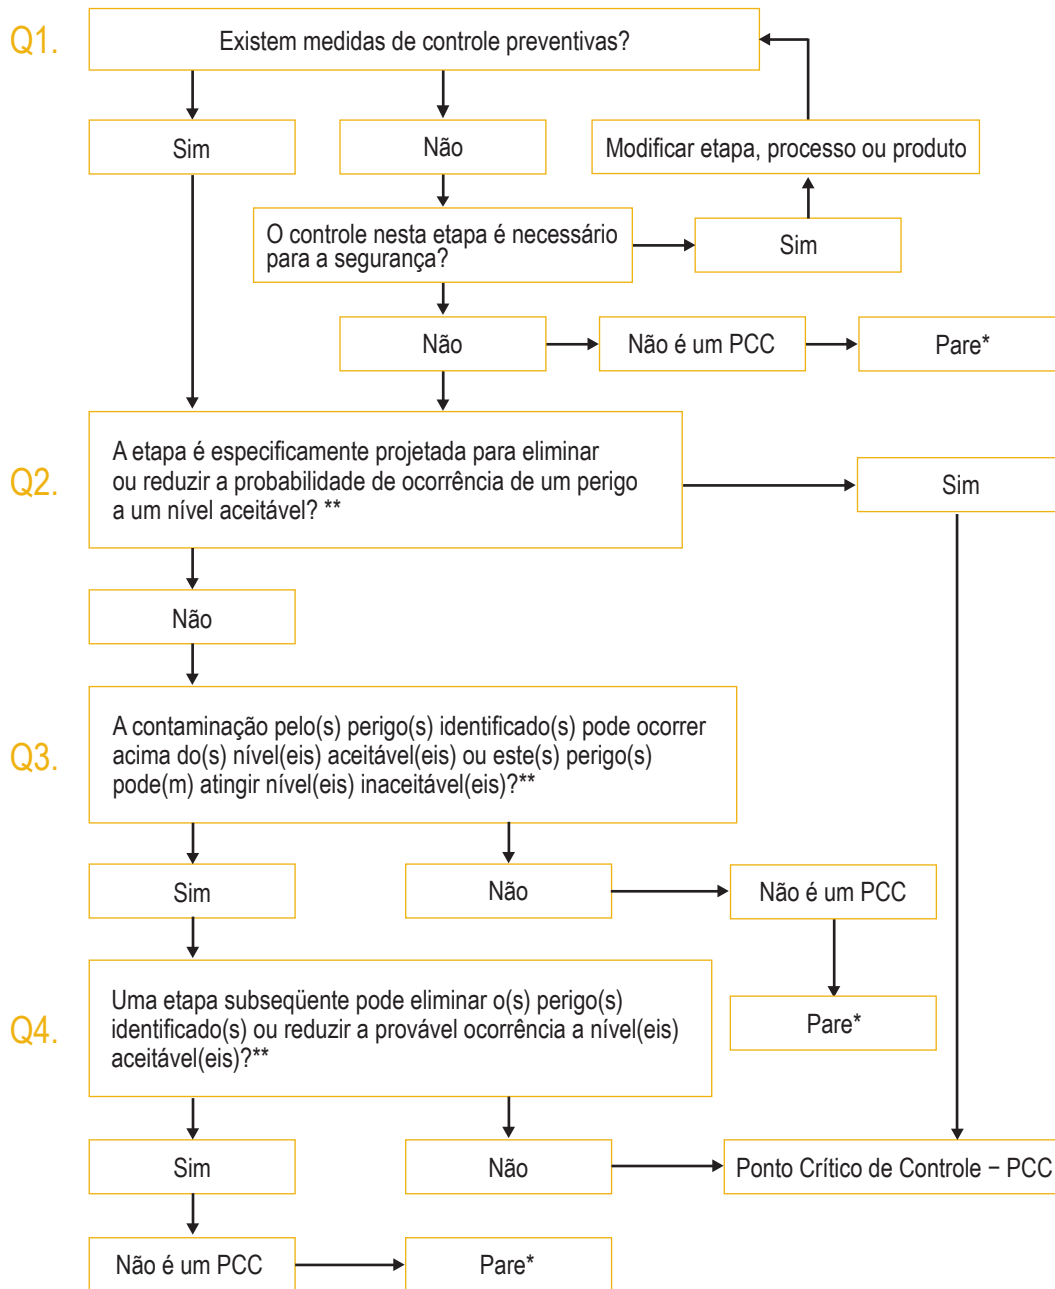 Q1.
Existem medidas de controle preventivas?
Sim
Não
Modificar etapa, processo ou produto
O controle nesta etapa é necessário
para a segurança?
Sim
Não
Não é um PCC
Pare*
Q2.
A etapa é especificamente projetada para eliminar
ou reduzir a probabilidade de ocorrência de um perigo
a um nível aceitável? **
Sim
Não
Q3.
A contaminação pelo(s) perigo(s) identificado(s) pode ocorrer
acima do(s) nível(eis) aceitável(eis) ou este(s) perigo(s)
pode(m) atingir nível(eis) inaceitável(eis)?**
Sim
Não
Não é um PCC
Pare*
Q4.
Uma etapa subseqüente pode eliminar o(s) perigo(s)
identificado(s) ou reduzir a provável ocorrência a nível(eis)
aceitável(eis)?**
Sim
Não
Ponto Crítico de Controle − PCC
Não é um PCC
Pare*